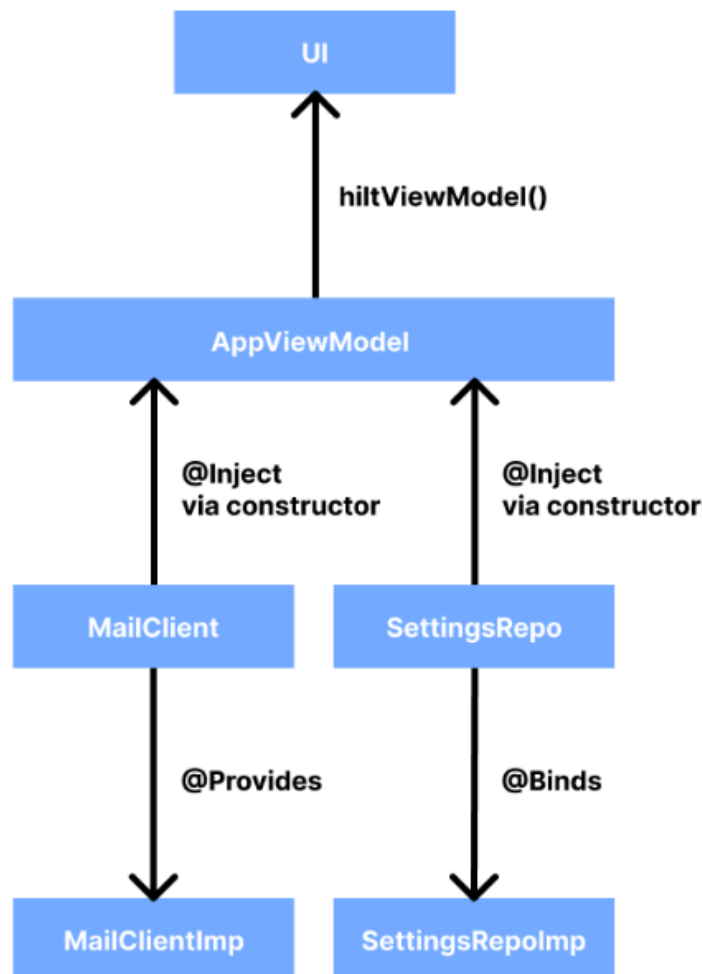 UI
hiltViewModel()
AppViewModel
@Inject
via constructor
@Inject
via constructor
MailClient
SettingsRepo
@Provides
@Binds
MailClientImp
SettingsRepoImp